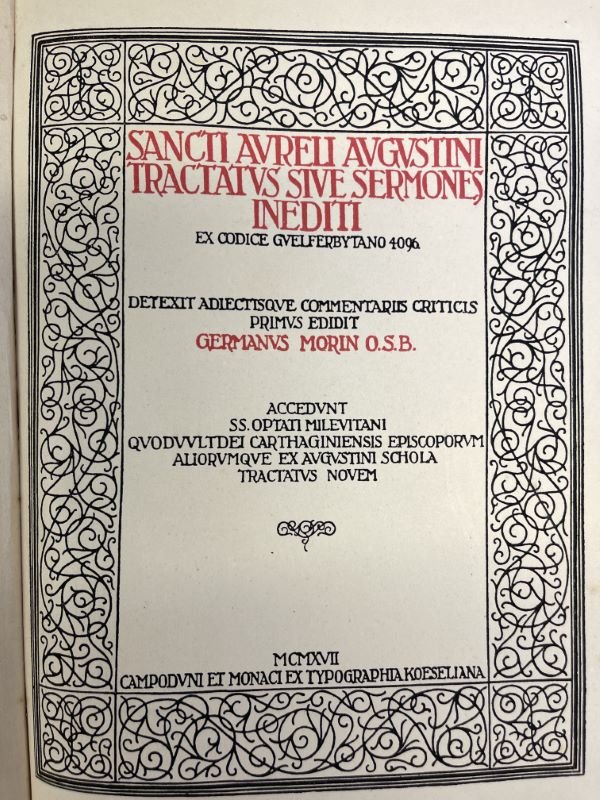 SANCTI AVRELI AVGVSTINI
TRACTATVS SIVE SERMONES
INEDITI
EX CODICE GVELFERBYTANO 4096.
DETEXIT ADIECTISQVE COMMENTARIIS CRITICIS
PRIMVS EDIDIT
GERMANVS MORIN O.S.B.
ACCEDVNT
SS. OPTATI MILEVITANI
QVODVVLTDEI CARTHAGINIENSIS EPISCOPORVM
ALIORVMQVE EX AVGVSTINI SCHOLA
TRACTATVS NOVEM
MCMXVII
CAMPODVNI ET MONACI EX TYPOGRAPHIA KOESELIANA